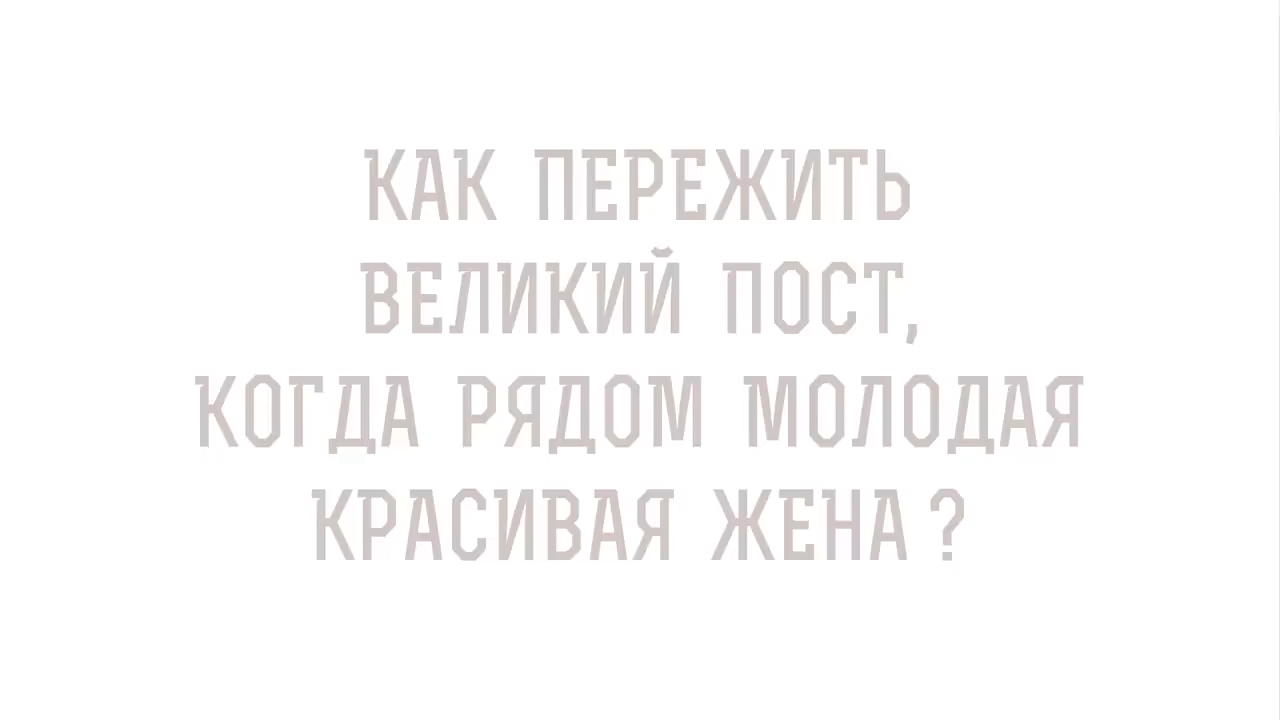 КАК ПЕРЕЖИТЬ
ВЕЛИКИЙ ПОСТ,
КОГДА РЯДОМ МОЛОДАЯ
КРАСИВАЯ ЖЕНА?